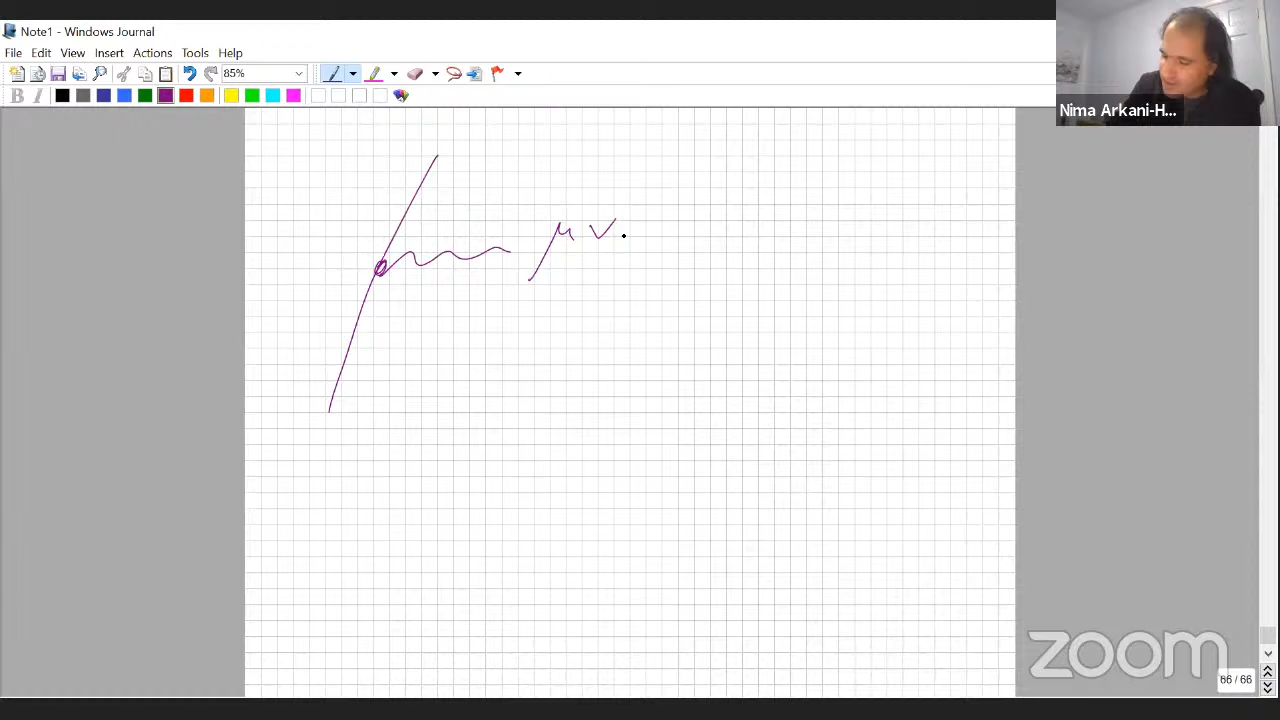 Note1 - Windows Journal
File Edit View Insert Actions Tools Help
85%
B I
Nima Arkani-H...
μ ν
zoom
66 / 66